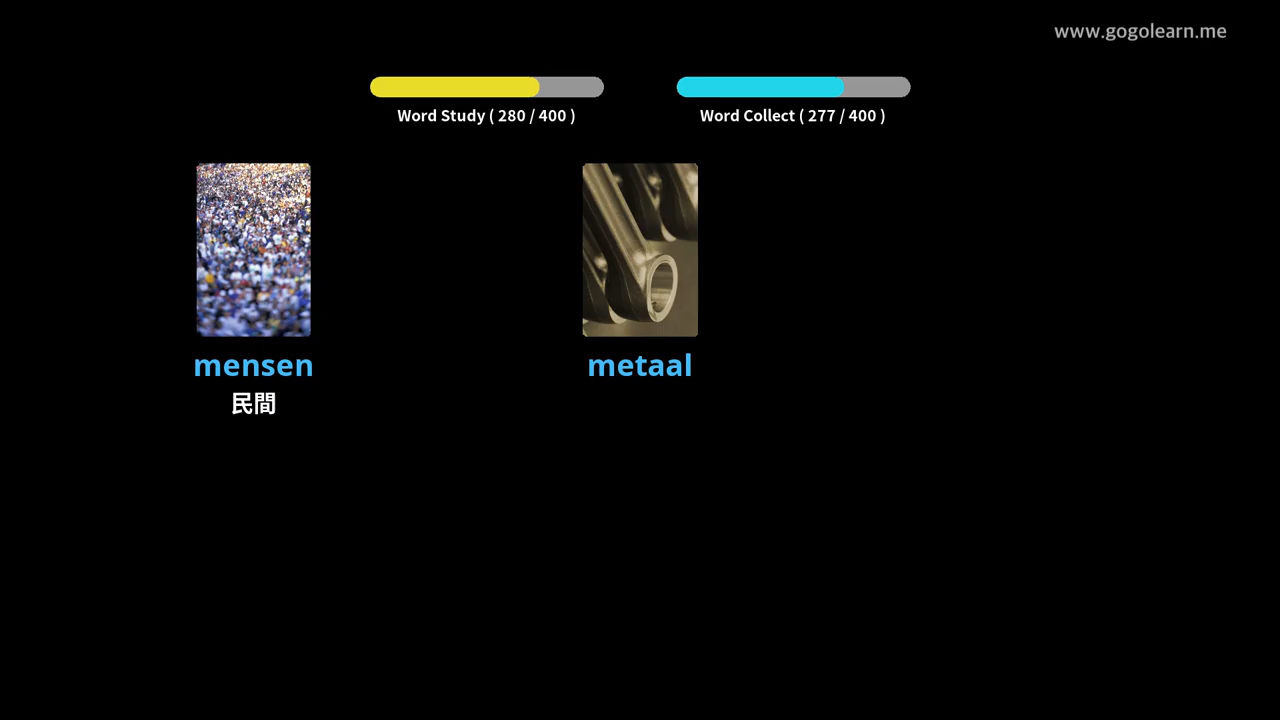 www.gogolearn.me
Word Study ( 280 / 400 )
Word Collect ( 277 / 400 )
mensen
民間
metaal